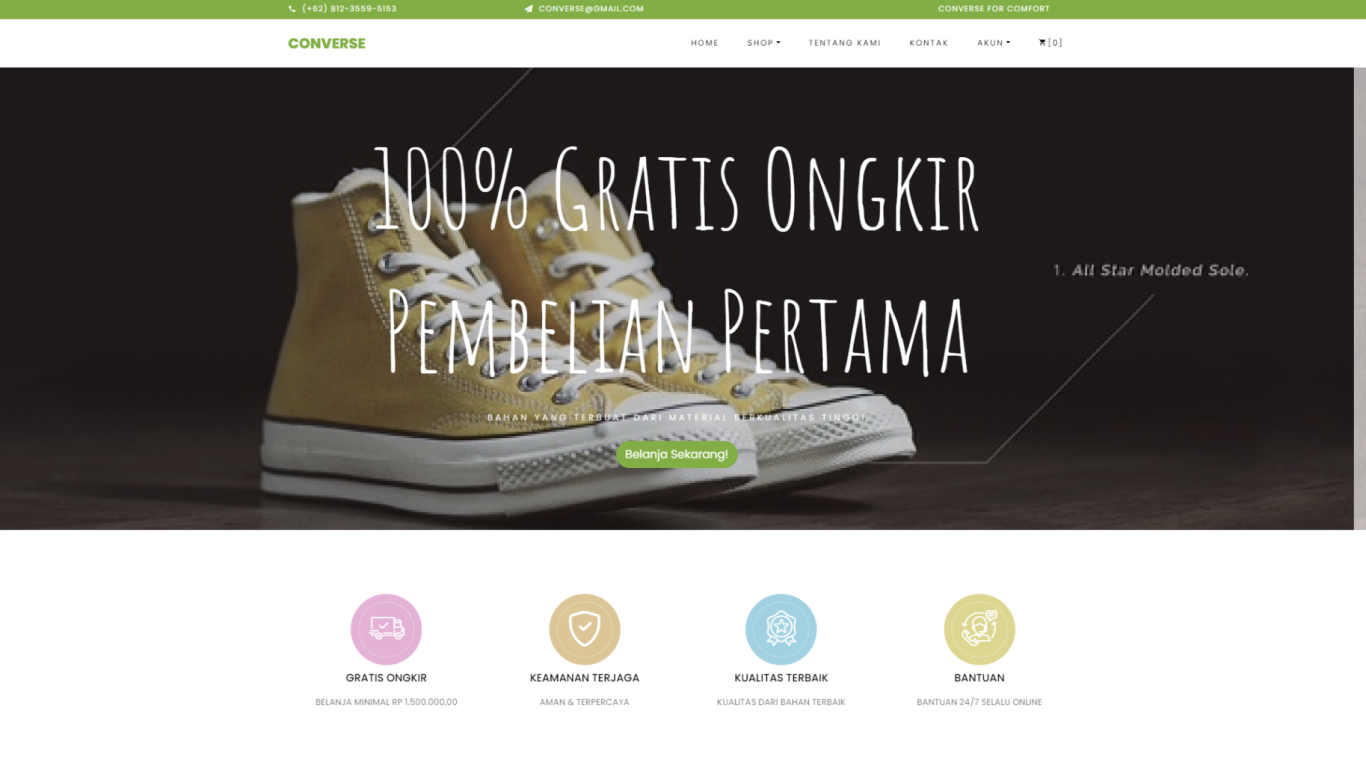 (+62) 812-3559-5153
CONVERSE@GMAIL.COM
CONVERSE FOR COMFORT
CONVERSE
HOME
SHOP
TENTANG KAMI
KONTAK
AKUN
[0]
100% GRATIS ONGKIR
PEMBELIAN PERTAMA
1. All Star Molded Sole.
BAHAN YANG TERBUAT DARI MATERIAL BERKUALITAS TINGGI
Belanja Sekarang!
GRATIS ONGKIR
KEAMANAN TERJAGA
KUALITAS TERBAIK
BANTUAN
BELANJA MINIMAL RP 1.500.000,00
AMAN & TERPERCAYA
KUALITAS DARI BAHAN TERBAIK
BANTUAN 24/7 SELALU ONLINE